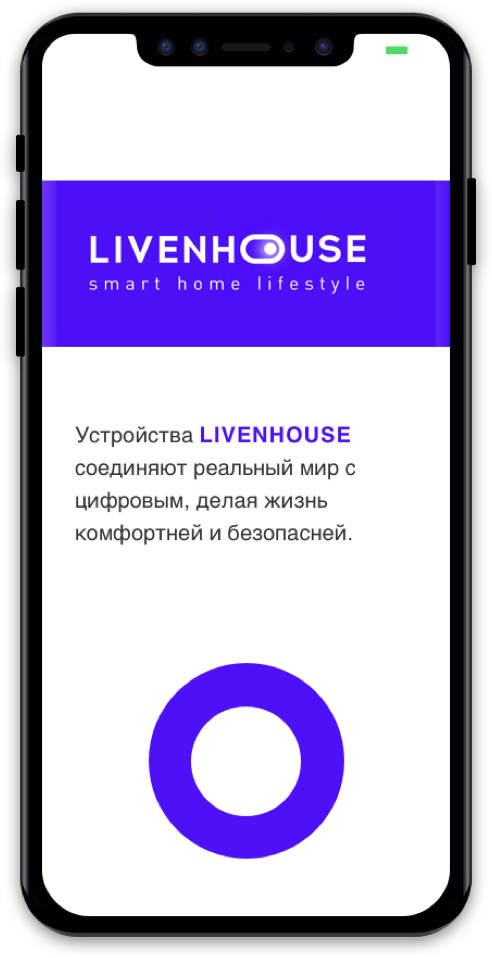 LIVENHOUSE
smart home lifestyle
Устройства LIVENHOUSE
соединяют реальный мир с
цифровым, делая жизнь
комфортней и безопасней.